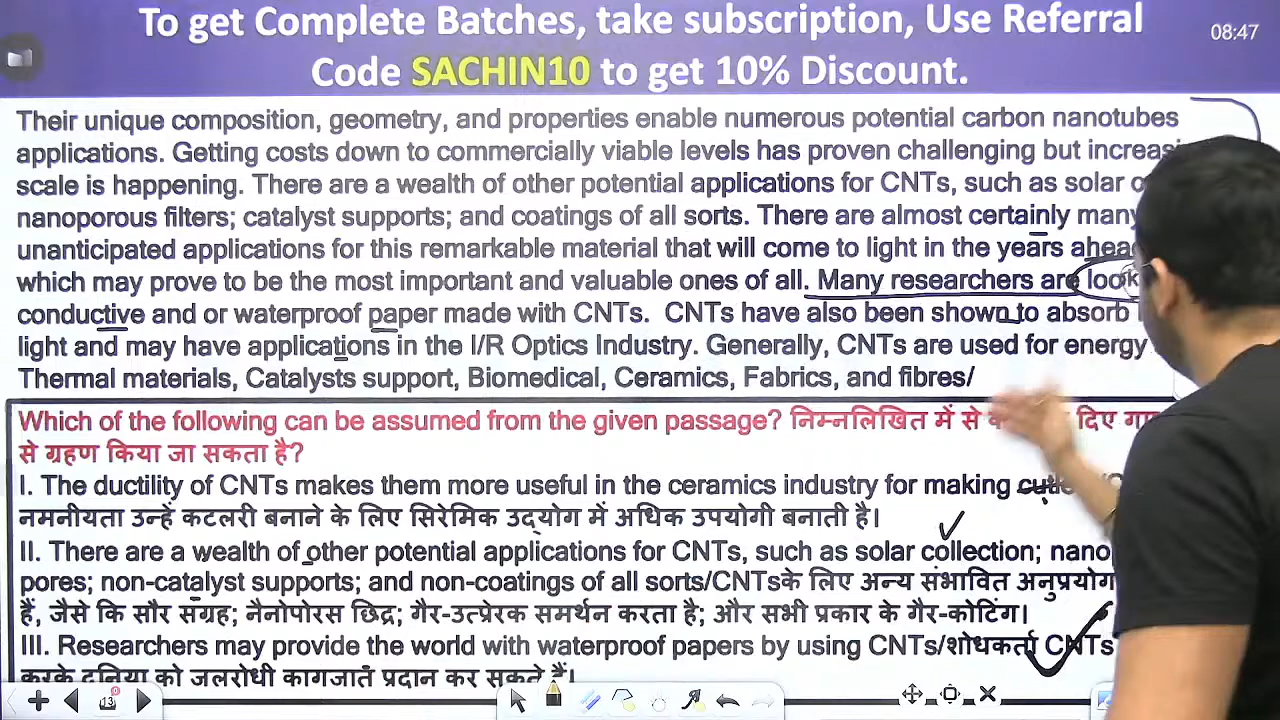 To get Complete Batches, take subscription, Use Referral
08:47
Code SACHIN10 to get 10% Discount.
Their unique composition, geometry, and properties enable numerous potential carbon nanotubes
applications. Getting costs down to commercially viable levels has proven challenging but
scale is happening. There are a wealth of other potential applications for CNTs, such as solar
nanoporous filters; catalyst supports; and coatings of all sorts. There are almost certainly many
unanticipated applications for this remarkable material that will come to light in the years
which may prove to be the most important and valuable ones of all. Many researchers are
conductive and or waterproof paper made with CNTs. CNTs have also been shown to absorb
light and may have applications in the I/R Optics Industry. Generally, CNTs are used for energy
Thermal materials, Catalysts support, Biomedical, Ceramics, Fabrics, and fibres/
Which of the following can be assumed from the given passage? निम्नलिखित में से दिए
से ग्रहण किया जा सकता है?
I. The ductility of CNTs makes them more useful in the ceramics industry for making
नमनीयता उन्हें कटलरी बनाने के लिए सिरेमिक उद्योग में अधिक उपयोगी बनाती है।
II. There are a wealth of other potential applications for CNTs, such as solar collection; nano
pores; non-catalyst supports; and non-coatings of all sorts/CNTsके लिए अन्य संभावित अनुप्रयोग
हैं, जैसे कि सौर संग्रह; नैनोपोरस छिद्र; गैर-उत्प्रेरक समर्थन करता है; और सभी प्रकार के गैर-कोटिंग।
III. Researchers may provide the world with waterproof papers by using CNTs/शोधकर्ता CNTs
करके दुनिया को जलरोधी कागजात प्रदान कर सकते हैं।
13